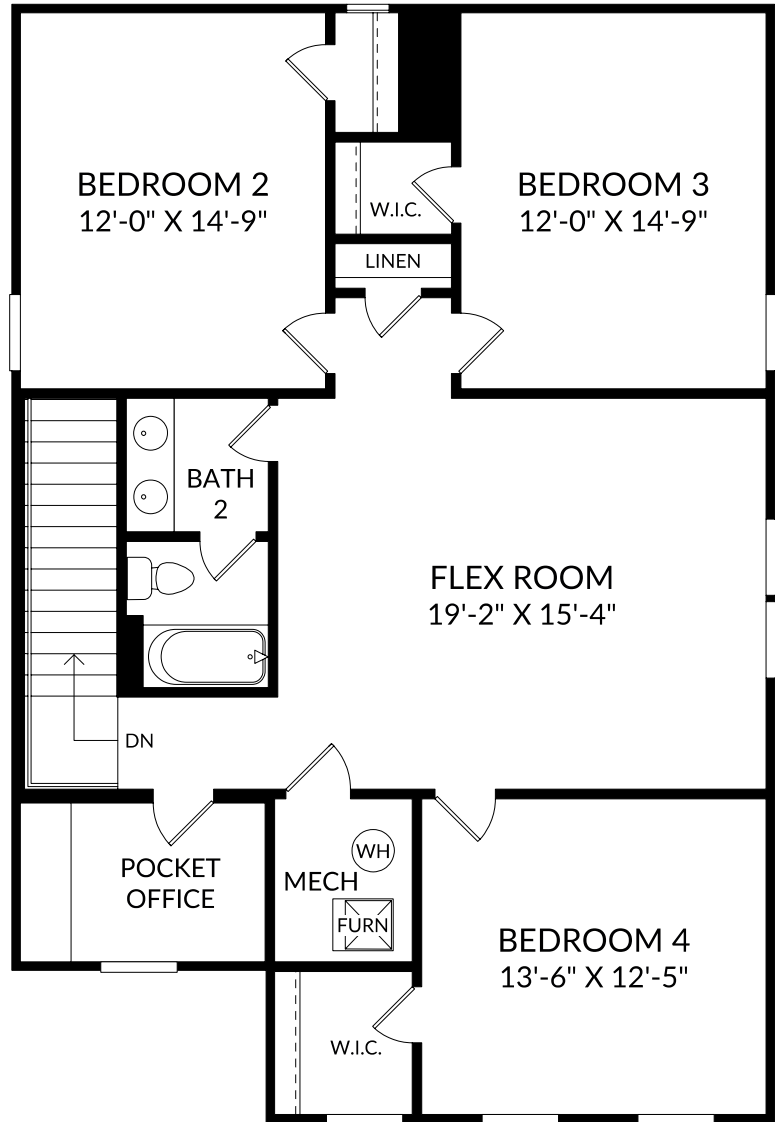 BEDROOM 2
12'-0" X 14'-9"
W.I.C.
BEDROOM 3
12'-0" X 14'-9"
LINEN
BATH
2
FLEX ROOM
19'-2" X 15'-4"
DN
POCKET
OFFICE
WH
MECH
FURN
BEDROOM 4
13'-6" X 12'-5"
W.I.C.